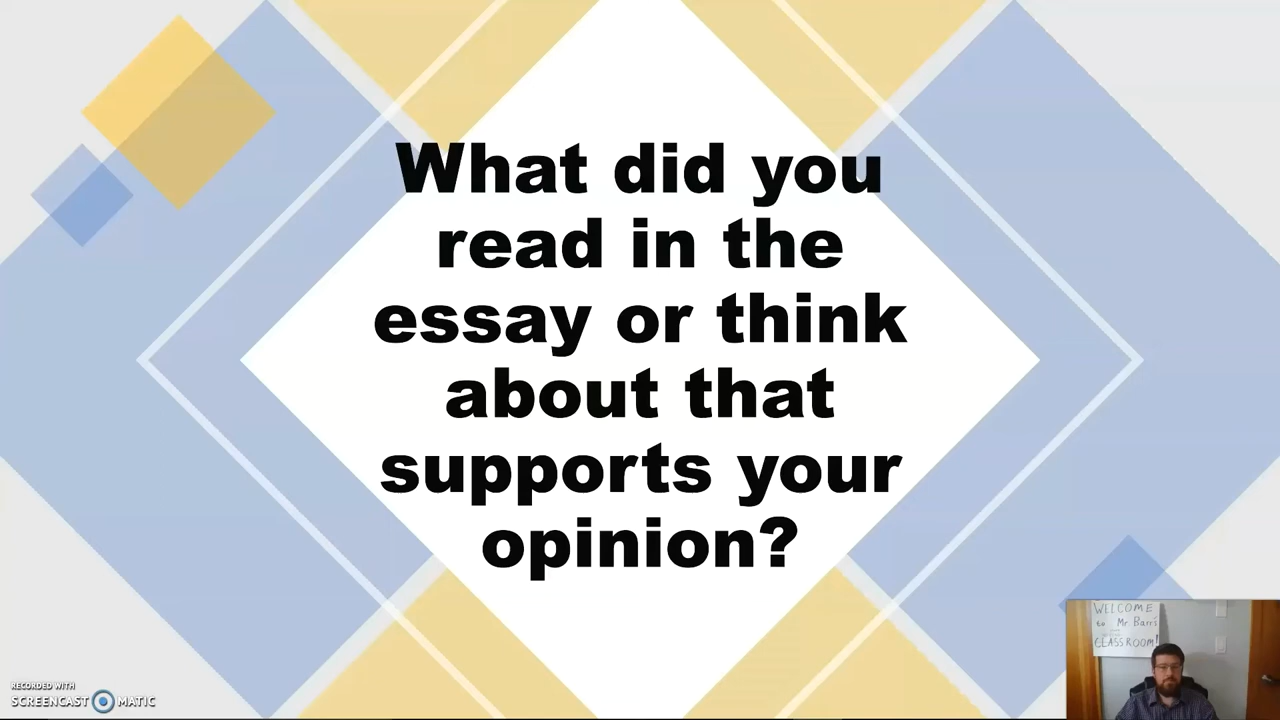 What did you
read in the
essay or think
about that
supports your
opinion?
WELCOME
to Mr Barr's
CLASSROOM!
RECORDED WITH
SCREENCAST MATIC